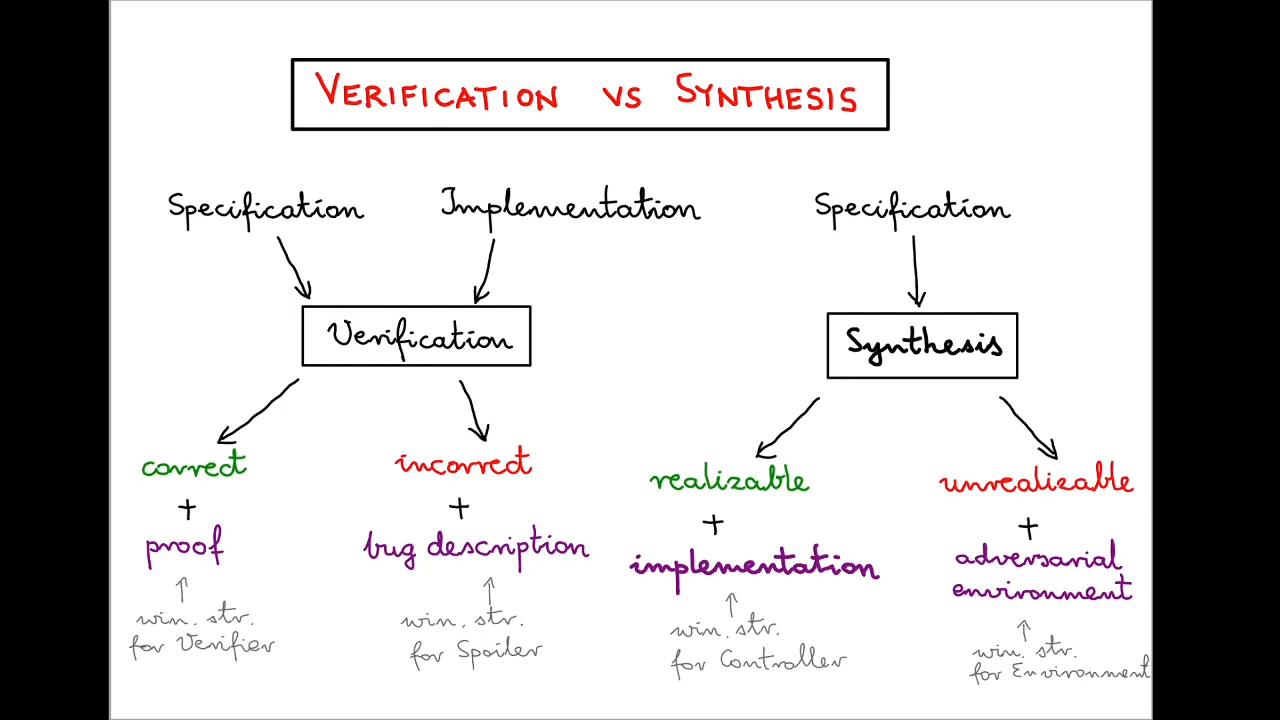 VERIFICATION VS SYNTHESIS
Specification
Implementation
Specification
Verification
Synthesis
correct
+
proof
win. str.
for Verifier
incorrect
+
bug description
win. str.
for Spoiler
realizable
+
implementation
win. str.
for Controller
unrealizable
+
adversarial
environment
win. str.
for Environment